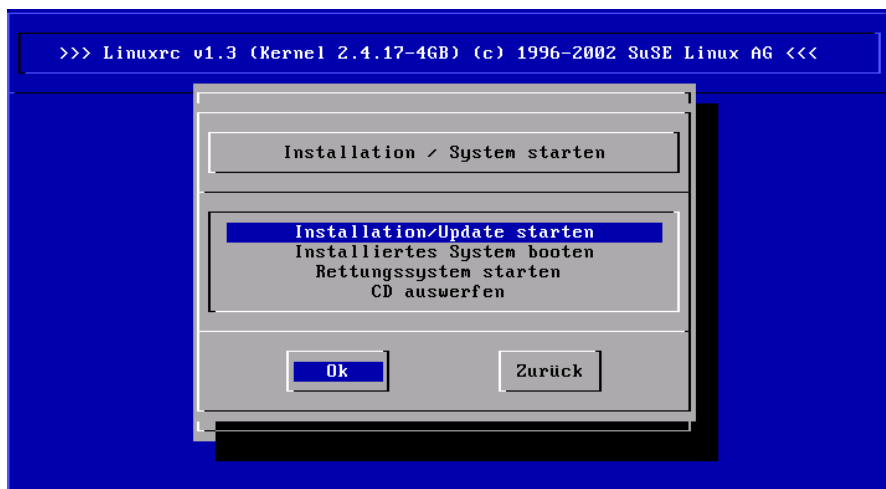 >>> Linuxrc v1.3 (Kernel 2.4.17-4GB) (c) 1996-2002 SuSE Linux AG <<<
Installation / System starten
Installation/Update starten
Installiertes System booten
Rettungssystem starten
CD auswerfen
Ok
Zurück